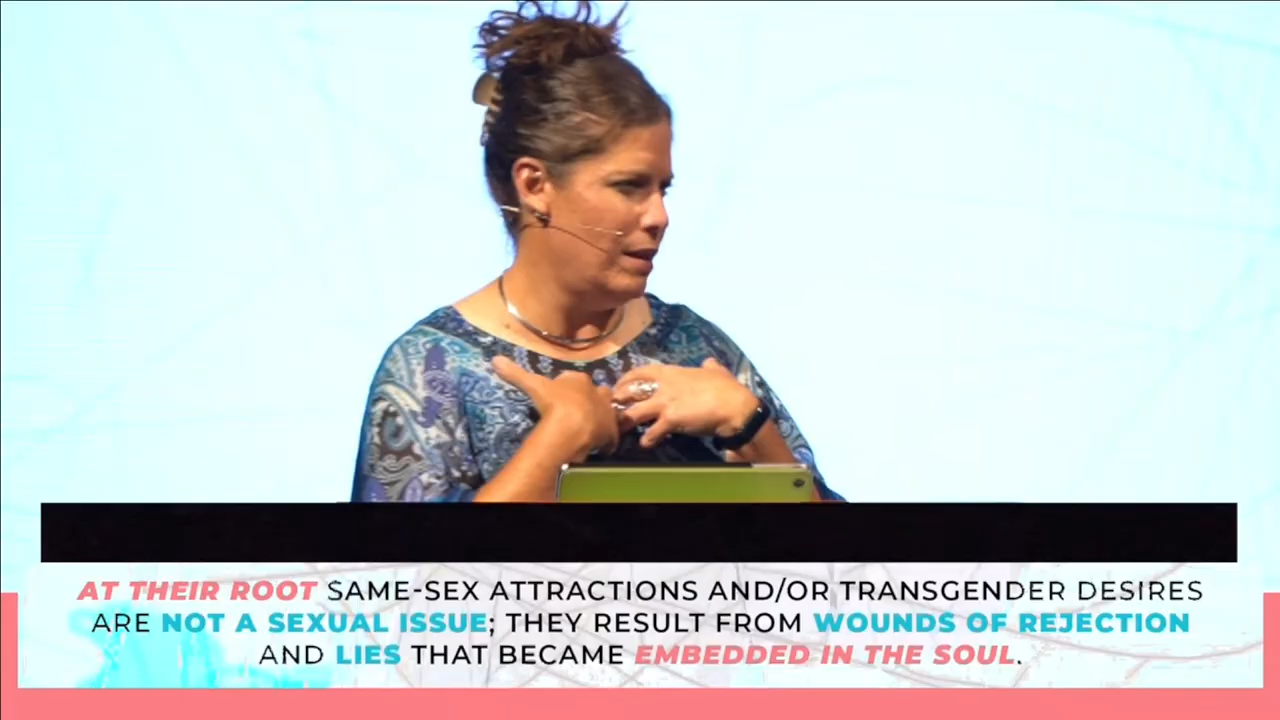 AT THEIR ROOT SAME-SEX ATTRACTIONS AND/OR TRANSGENDER DESIRES
ARE NOT A SEXUAL ISSUE; THEY RESULT FROM WOUNDS OF REJECTION
AND LIES THAT BECAME EMBEDDED IN THE SOUL.